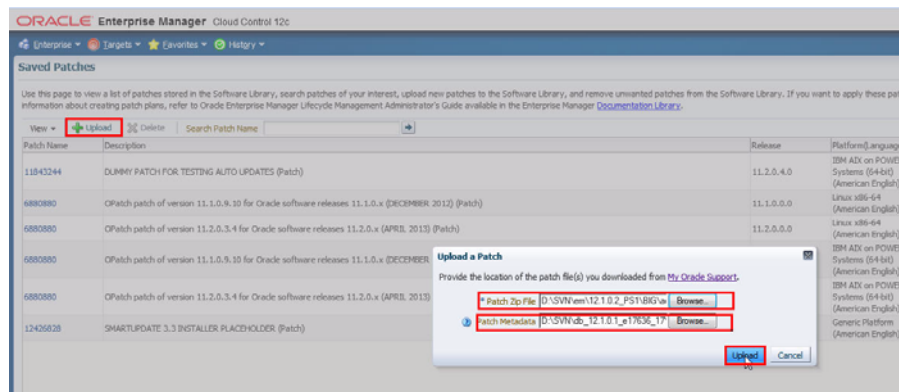 ORACLE Enterprise Manager Cloud Control 12c
Enterprise Targets Favorites History
Saved Patches
Use this page to view a list of patches stored in the Software Library, search patches of your interest, upload new patches to the Software Library, and remove unwanted patches from the Software Library. If you want to apply these
information about creating patch plans, refer to Oracle Enterprise Manager Lifecycle Management Administrator's Guide available in the Enterprise Manager Documentation Library.
View Upload Delete Search Patch Name
Patch Name Description Release
11843244 DUMMY PATCH FOR TESTING AUTO UPDATES (Patch) 11.2.0.4.0 IBM AIX on
Systems (64-bit)
(American English)
6880880 OPatch patch of version 11.1.0.9.10 for Oracle software releases 11.1.0.x (DECEMBER 2012) (Patch) 11.1.0.0.0 Linux x86-64
(American English)
6880880 OPatch patch of version 11.2.0.3.4 for Oracle software releases 11.2.0.x (APRIL 2013) (Patch) 11.2.0.0.0 Linux x86-64
(American English)
6880880 OPatch patch of version 11.1.0.9.10 for Oracle software releases 11.1.0.x (DECEMBER IBM AIX on
Systems (64-bit)
(American English)
6880880 OPatch patch of version 11.2.0.3.4 for Oracle software releases 11.2.0.x (APRIL 2013) IBM AIX on
Systems (64-bit)
(American English)
12426828 SMARTUPDATE 3.3 INSTALLER PLACEHOLDER (Patch) Generic Platform
(American English)
Upload a Patch
Provide the location of the patch file(s) you downloaded from My Oracle Support.
* Patch Zip File D:\SVN\em\12.1.0.2_PS1\BIG\ Browse...
Patch Metadata D:\SVN\db_12.1.0.1_e17636_17 Browse...
Upload Cancel